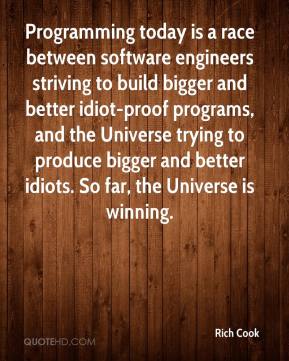 Programming today is a race
between software engineers
striving to build bigger and
better idiot-proof programs,
and the Universe trying to
produce bigger and better
idiots. So far, the Universe is
winning.
Rich Cook
QUOTEHD.COM